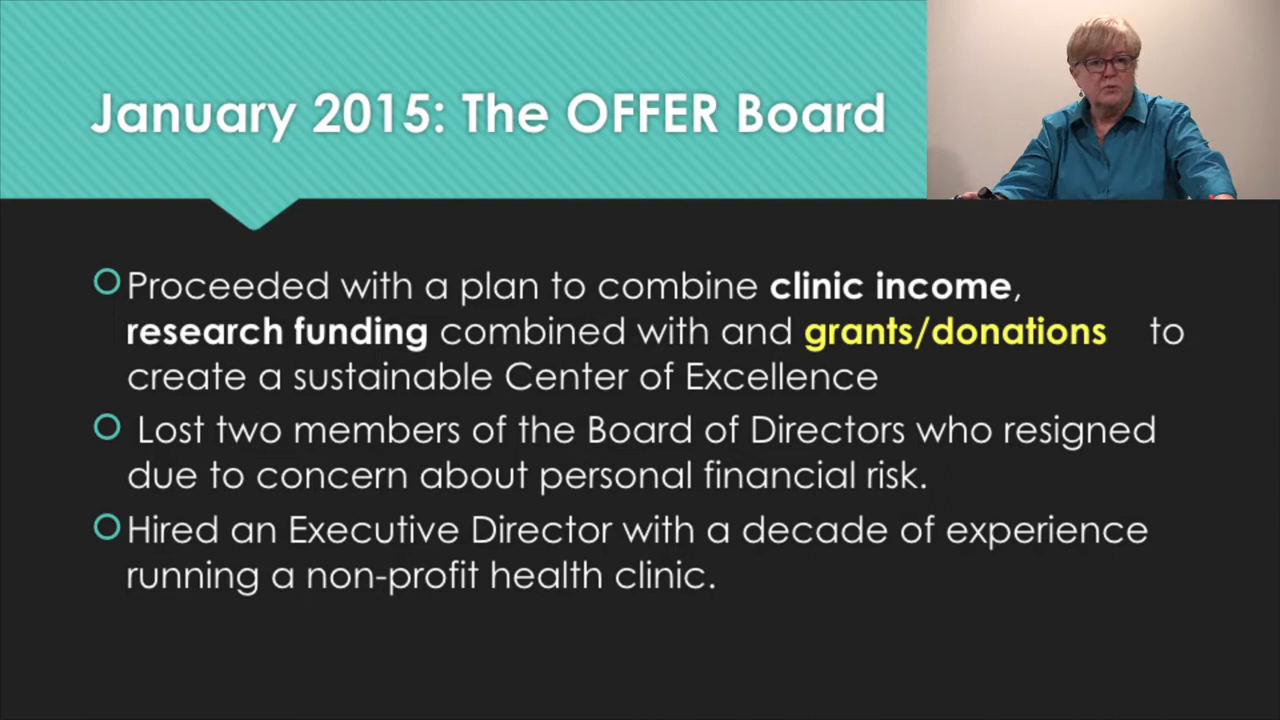 January 2015: The OFFER Board
Proceeded with a plan to combine clinic income,
research funding combined with and grants/donations to
create a sustainable Center of Excellence
Lost two members of the Board of Directors who resigned
due to concern about personal financial risk.
Hired an Executive Director with a decade of experience
running a non-profit health clinic.